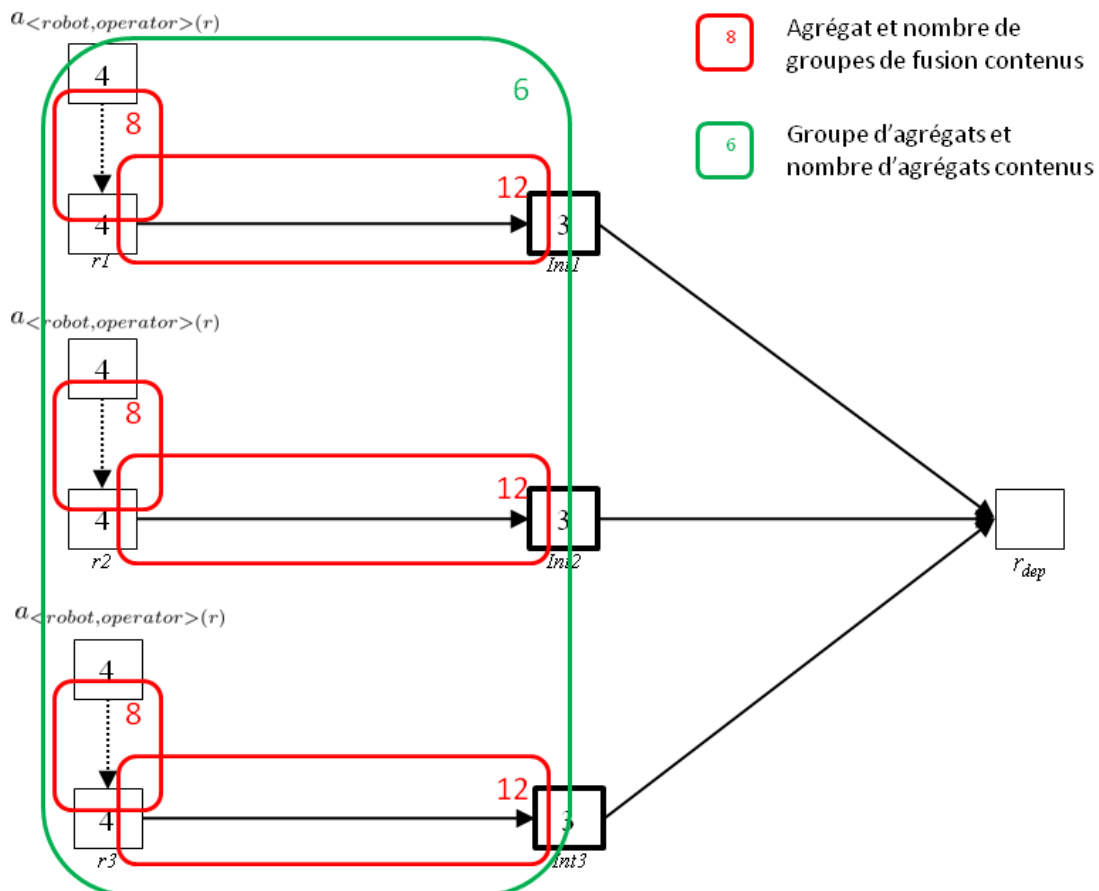 a<robot,operator>(r)
4
8
6
12
4
3
r1
Int1
a<robot,operator>(r)
4
8
12
4
3
r2
Int2
a<robot,operator>(r)
4
8
12
4
3
r3
Int3
r_dep
8
Agrégat et nombre de
groupes de fusion contenus
6
Groupe d'agrégats et
nombre d'agrégats contenus